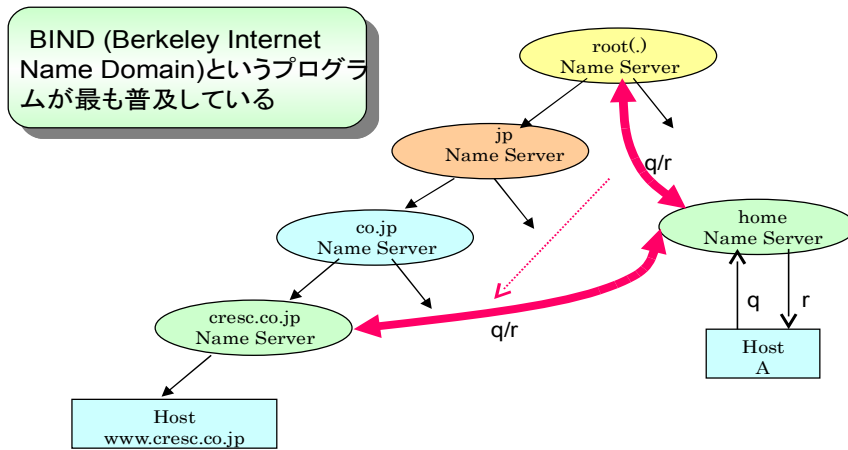 BIND (Berkeley Internet
Name Domain)というプログラ
ムが最も普及している
root(.)
Name Server
jp
Name Server
q/r
home
Name Server
co.jp
Name Server
q
r
cresc.co.jp
Name Server
q/r
Host
A
Host
www.cresc.co.jp